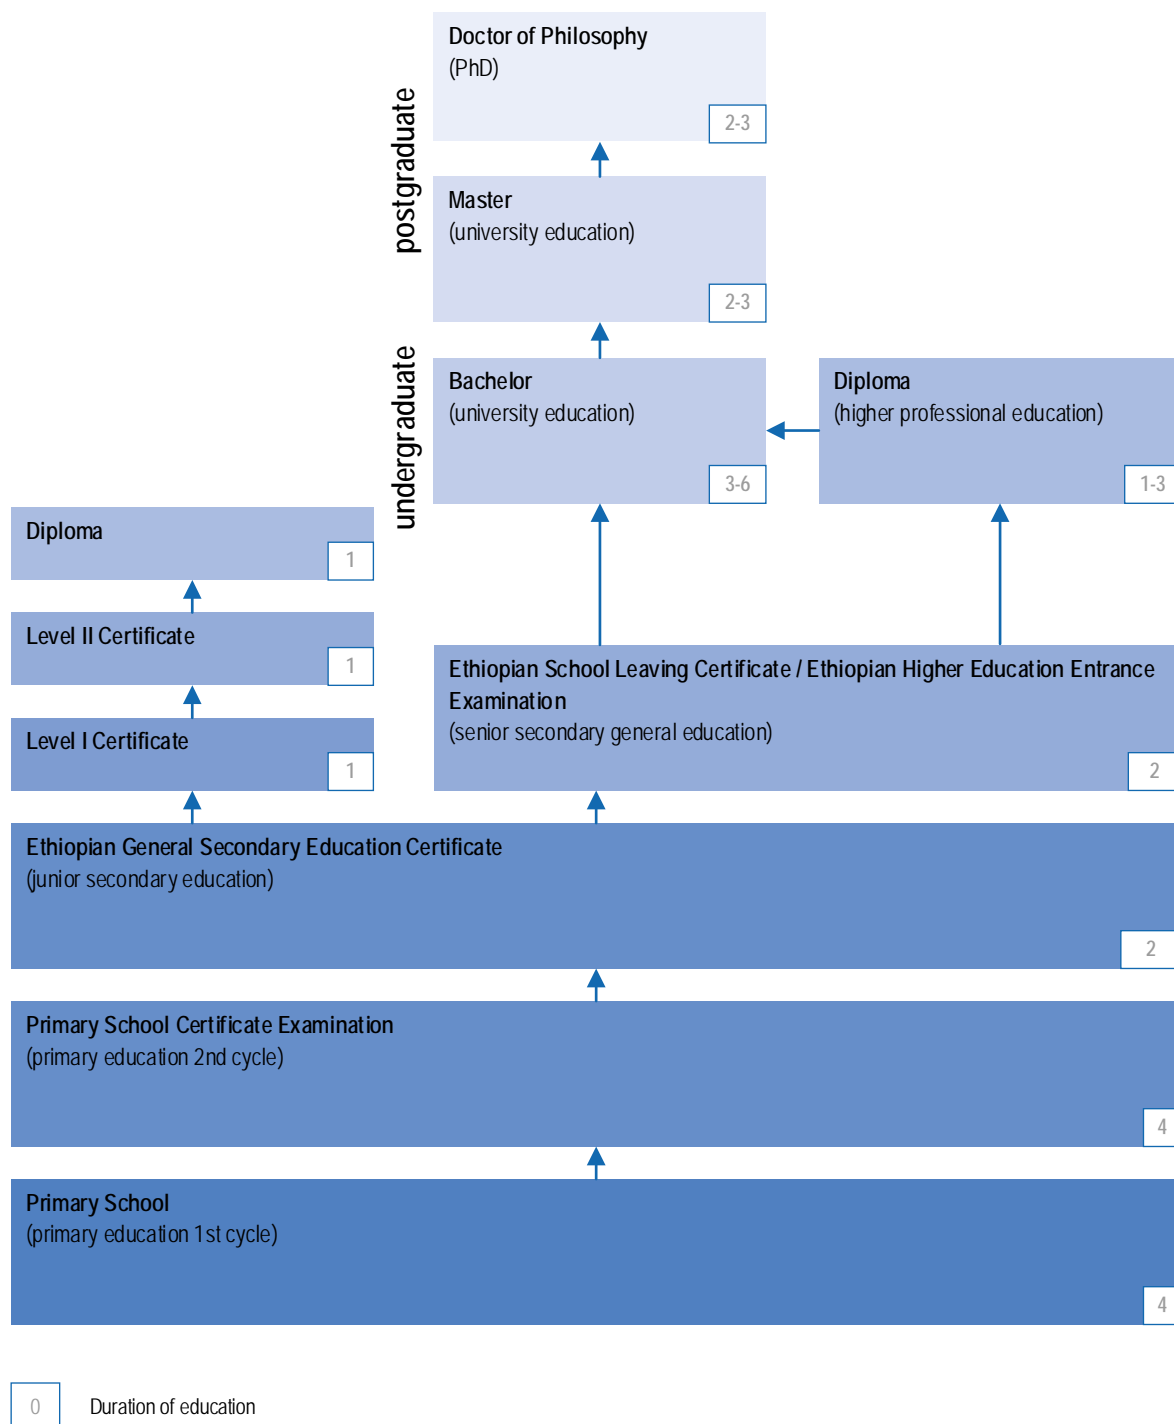 Doctor of Philosophy
(PhD)
2-3
postgraduate
Master
(university education)
2-3
undergraduate
Bachelor
(university education)
3-6
Diploma
(higher professional education)
1-3
Diploma
1
Level II Certificate
1
Level I Certificate
1
Ethiopian School Leaving Certificate / Ethiopian Higher Education Entrance
Examination
(senior secondary general education)
2
Ethiopian General Secondary Education Certificate
(junior secondary education)
2
Primary School Certificate Examination
(primary education 2nd cycle)
4
Primary School
(primary education 1st cycle)
4
0 Duration of education